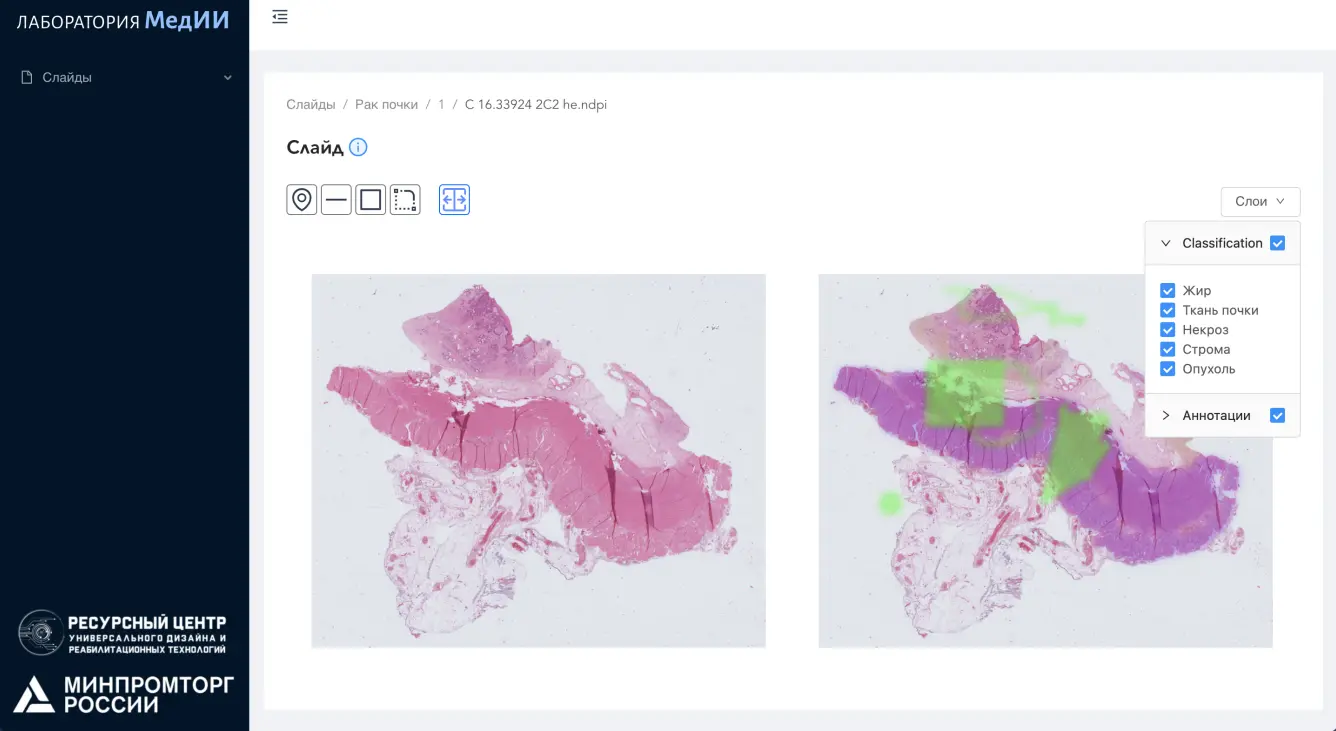 ЛАБОРАТОРИЯ МедИИ
Слайды
Слайды / Рак почки / 1 / C 16.33924 2C2 he.ndpi
Слайд
Слои
Classification
Жир
Ткань почки
Некроз
Строма
Опухоль
Аннотации
РЕСУРСНЫЙ ЦЕНТР
УНИВЕРСАЛЬНОГО ДИЗАЙНА И
РЕАБИЛИТАЦИОННЫХ ТЕХНОЛОГИЙ
МИНПРОМТОРГ
РОССИИ